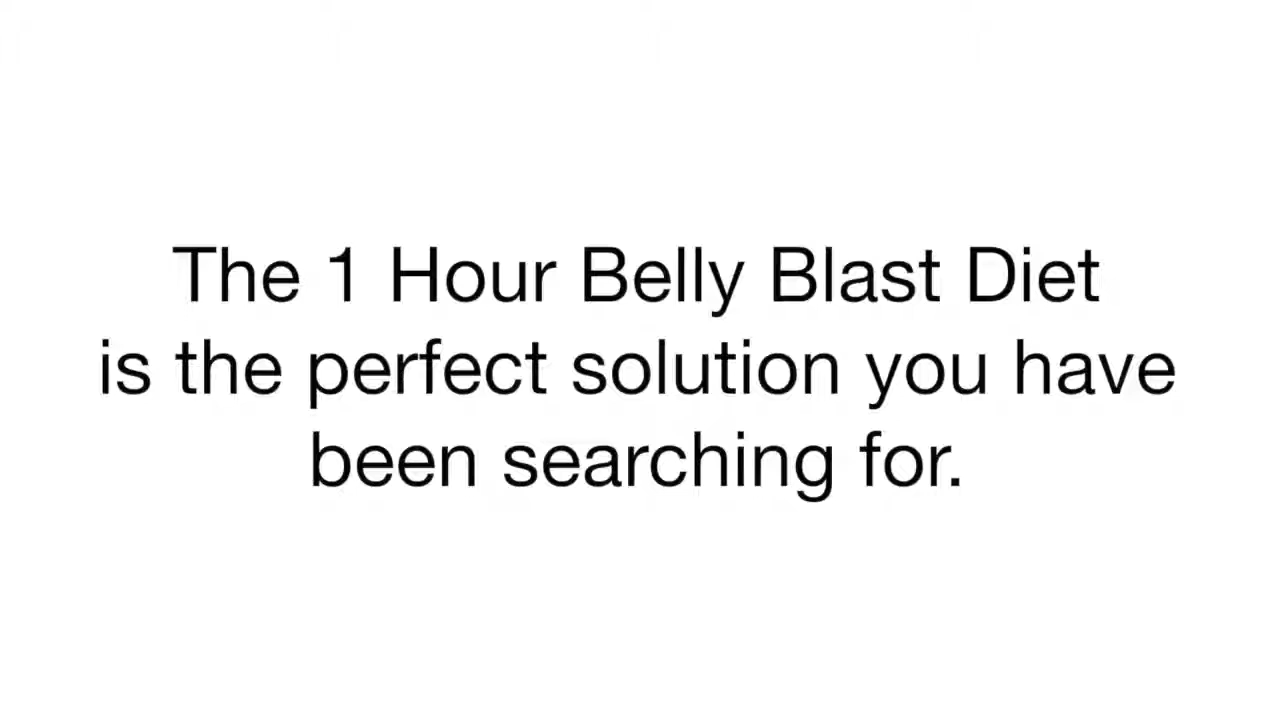 The 1 Hour Belly Blast Diet
is the perfect solution you have
been searching for.